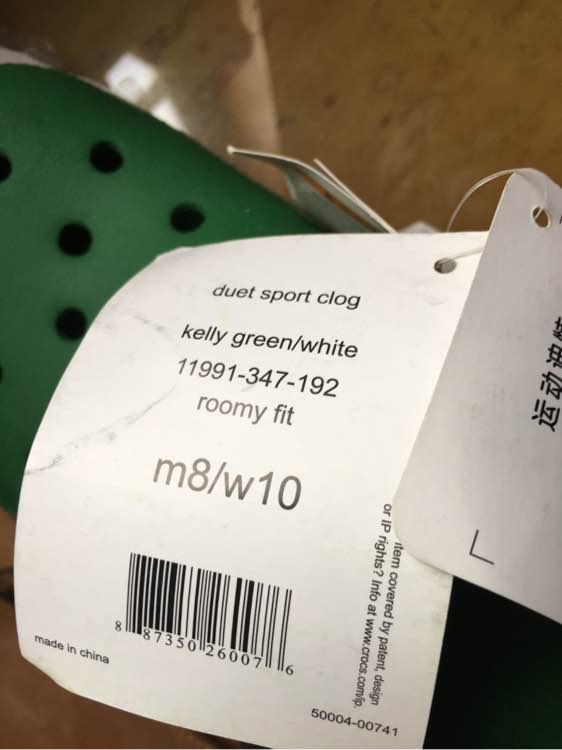 duet sport clog
kelly green/white
11991-347-192
roomy fit
m8/w10
8 87350 26007 6
made in china
item covered by patent, design
or IP rights? Info at www.crocs.com/ip.
50004-00741
运动迪